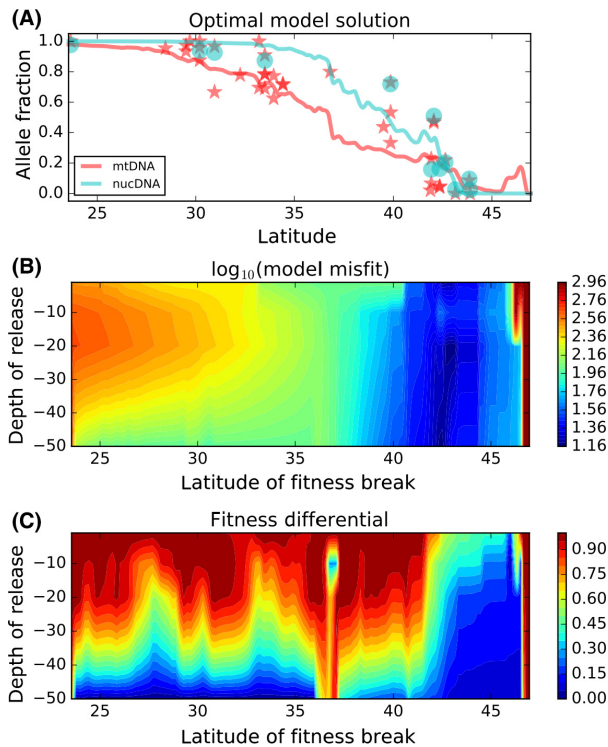 (A) Optimal model solution
Allele fraction
1.0
0.8
0.6
0.4
0.2
0.0
mtDNA
nucDNA
25 30 35 40 45
Latitude
(B) log10(model misfit)
Depth of release
−10
−20
−30
−40
−50
25 30 35 40 45
Latitude of fitness break
2.96
2.76
2.56
2.36
2.16
1.96
1.76
1.56
1.36
1.16
(C) Fitness differential
Depth of release
−10
−20
−30
−40
−50
25 30 35 40 45
Latitude of fitness break
0.90
0.75
0.60
0.45
0.30
0.15
0.00